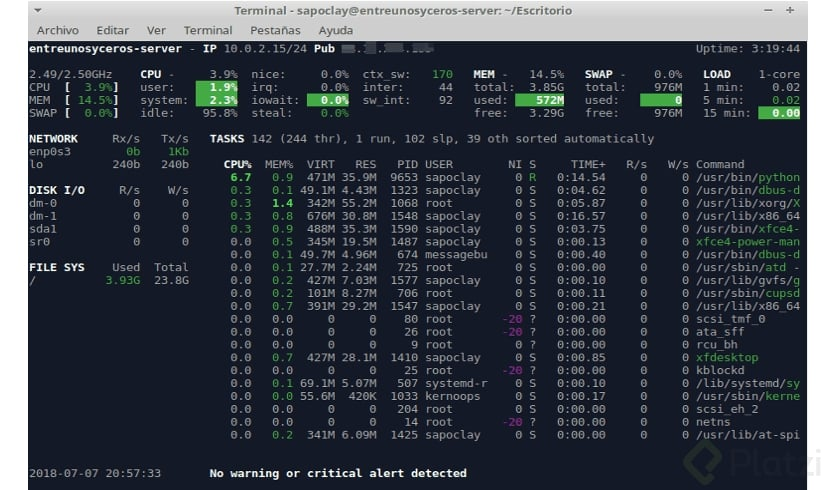 Terminal - sapoclay@entreunosyceros-server: ~/Escritorio
Archivo Editar Ver Terminal Pestañas Ayuda
entreunosyceros-server - IP 10.0.2.15/24 Pub Uptime: 3:19:44
2.49/2.50GHz CPU - 3.9% nice: 0.0% ctx_sw: 170 MEM - 14.5% SWAP - 0.0% LOAD 1-core
CPU [ 3.9%] user: 1.9% irq: 0.0% inter: 44 total: 3.85G total: 976M 1 min: 0.02
MEM [ 14.5%] system: 2.3% iowait: 0.0% sw_int: 92 used: 572M used: 0 5 min: 0.02
SWAP [ 0.0%] idle: 95.8% steal: 0.0% free: 3.29G free: 976M 15 min: 0.00
NETWORK Rx/s Tx/s TASKS 142 (244 thr), 1 run, 102 slp, 39 oth sorted automatically
enp0s3 0b 1Kb
lo 240b 240b CPU% MEM% VIRT RES PID USER NI S TIME+ R/s W/s Command
6.7 0.9 471M 35.9M 9653 sapoclay 0 R 0:14.54 0 0 /usr/bin/python
DISK I/O R/s W/s 0.3 0.1 49.1M 4.43M 1323 sapoclay 0 S 0:04.62 0 0 /usr/bin/dbus-d
dm-0 0 0 0.3 1.4 342M 55.2M 1068 root 0 S 0:05.87 0 0 /usr/lib/xorg/X
dm-1 0 0 0.3 0.8 676M 30.8M 1548 sapoclay 0 S 0:16.57 0 0 /usr/lib/x86_64
sda1 0 0 0.3 0.9 488M 35.3M 1590 sapoclay 0 S 0:03.75 0 0 /usr/bin/xfce4-
sr0 0 0 0.0 0.5 345M 19.5M 1487 sapoclay 0 S 0:00.13 0 0 xfce4-power-man
0.0 0.1 49.7M 4.96M 674 messagebu 0 S 0:00.40 0 0 /usr/bin/dbus-d
FILE SYS Used Total 0.0 0.1 27.7M 2.24M 725 root 0 S 0:00.00 0 0 /usr/sbin/atd -
/ 3.93G 23.8G 0.0 0.2 427M 7.03M 1577 sapoclay 0 S 0:00.10 0 0 /usr/lib/gvfs/g
0.0 0.2 101M 8.27M 706 root 0 S 0:00.11 0 0 /usr/sbin/cupsd
0.0 0.7 391M 29.2M 1547 sapoclay 0 S 0:00.21 0 0 /usr/lib/x86_64
0.0 0.0 0 0 80 root -20 ? 0:00.00 0 0 scsi_tmf_0
0.0 0.0 0 0 26 root -20 ? 0:00.00 0 0 ata_sff
0.0 0.0 0 0 9 root 0 ? 0:00.00 0 0 rcu_bh
0.0 0.7 427M 28.1M 1410 sapoclay 0 S 0:00.85 0 0 xfdesktop
0.0 0.0 0 0 25 root -20 ? 0:00.00 0 0 kblockd
0.0 0.1 69.1M 5.07M 507 systemd-r 0 S 0:00.10 0 0 /lib/systemd/sy
0.0 0.0 55.6M 420K 1033 kernoops 0 S 0:00.17 0 0 /usr/sbin/kerne
0.0 0.0 0 0 204 root 0 S 0:00.00 0 0 scsi_eh_2
0.0 0.0 0 0 14 root -20 ? 0:00.00 0 0 netns
0.0 0.2 341M 6.09M 1425 sapoclay 0 S 0:00.00 0 0 /usr/lib/at-spi
2018-07-07 20:57:33 No warning or critical alert detected
Platzi